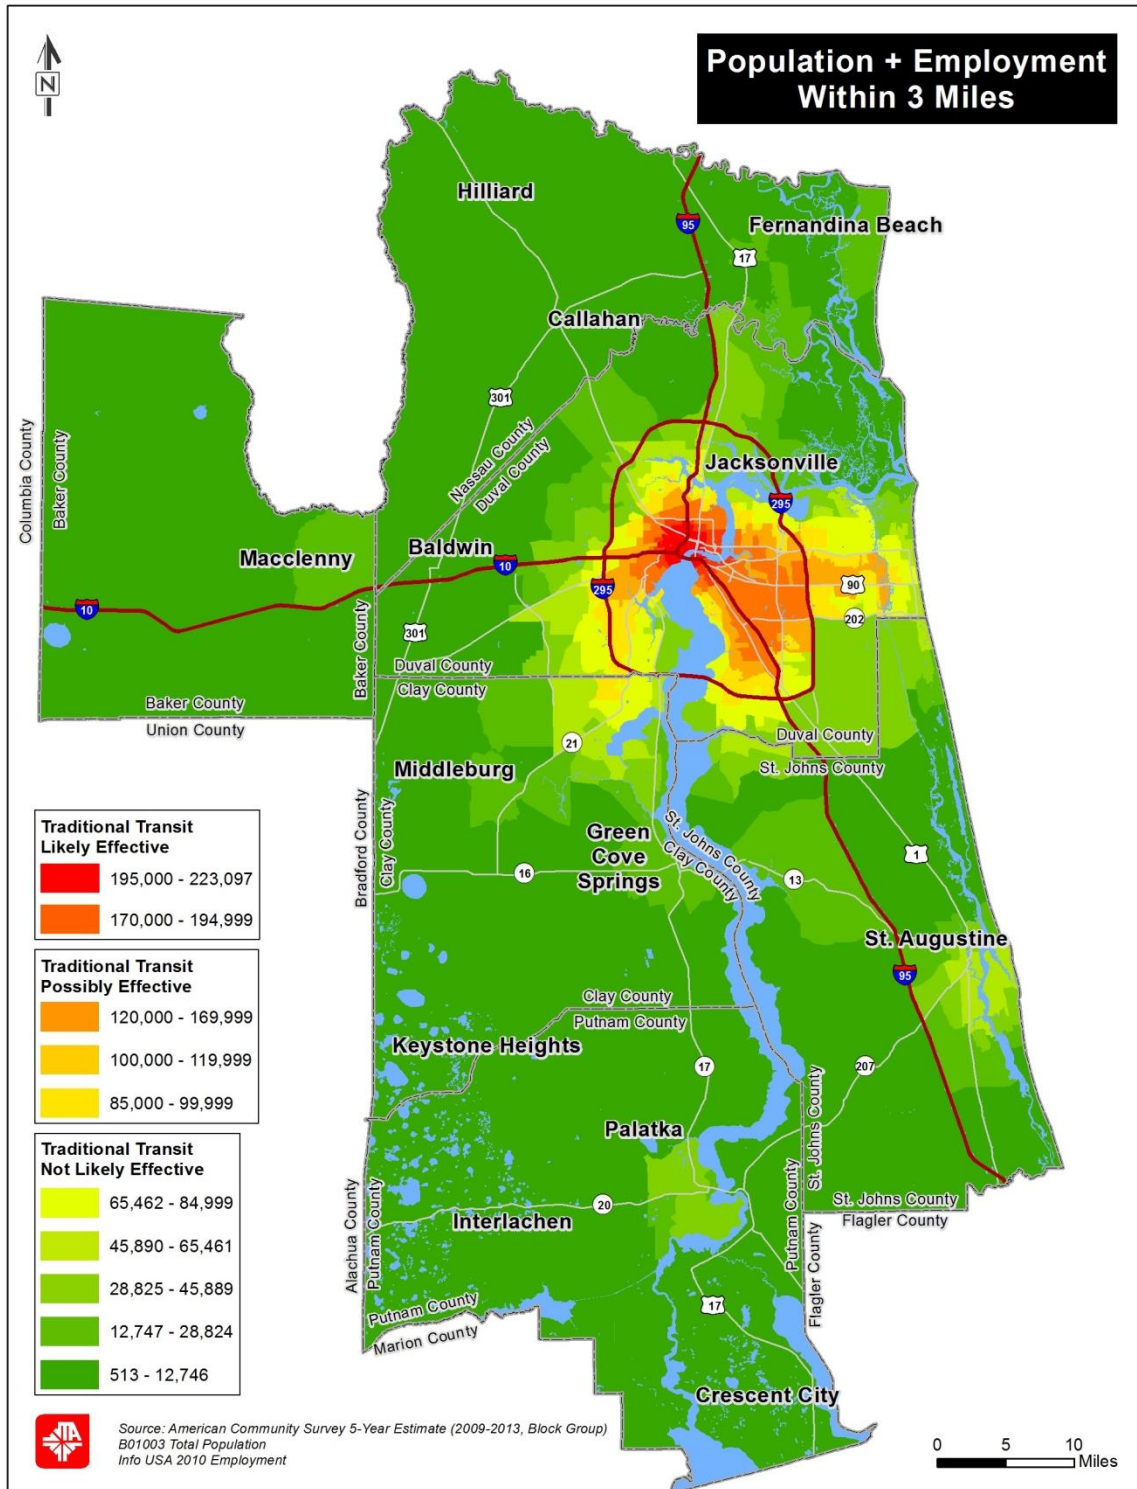 Population + Employment
Within 3 Miles
N
Hilliard
95
Fernandina Beach
17
Callahan
301
Nassau County
Duval County
Columbia County
Baker County
Jacksonville
295
Macclenny
Baldwin
10
10
295
90
202
301
Baker County
Duval County
Clay County
Baker County
Union County
21
Duval County
St. Johns County
Middleburg
Bradford County
Clay County
Green
Cove
Springs
St. Johns County
Clay County
16
13
1
St. Augustine
95
Clay County
Putnam County
Keystone Heights
17
207
Palatka
St. Johns County
Putnam County
20
Interlachen
Alachua County
Putnam County
St. Johns County
Flagler County
Flagler County
Putnam County
Marion County
17
Crescent City
Traditional Transit
Likely Effective
195,000 - 223,097
170,000 - 194,999
Traditional Transit
Possibly Effective
120,000 - 169,999
100,000 - 119,999
85,000 - 99,999
Traditional Transit
Not Likely Effective
65,462 - 84,999
45,890 - 65,461
28,825 - 45,889
12,747 - 28,824
513 - 12,746
JTA
Source: American Community Survey 5-Year Estimate (2009-2013, Block Group)
B01003 Total Population
Info USA 2010 Employment
0 5 10
Miles